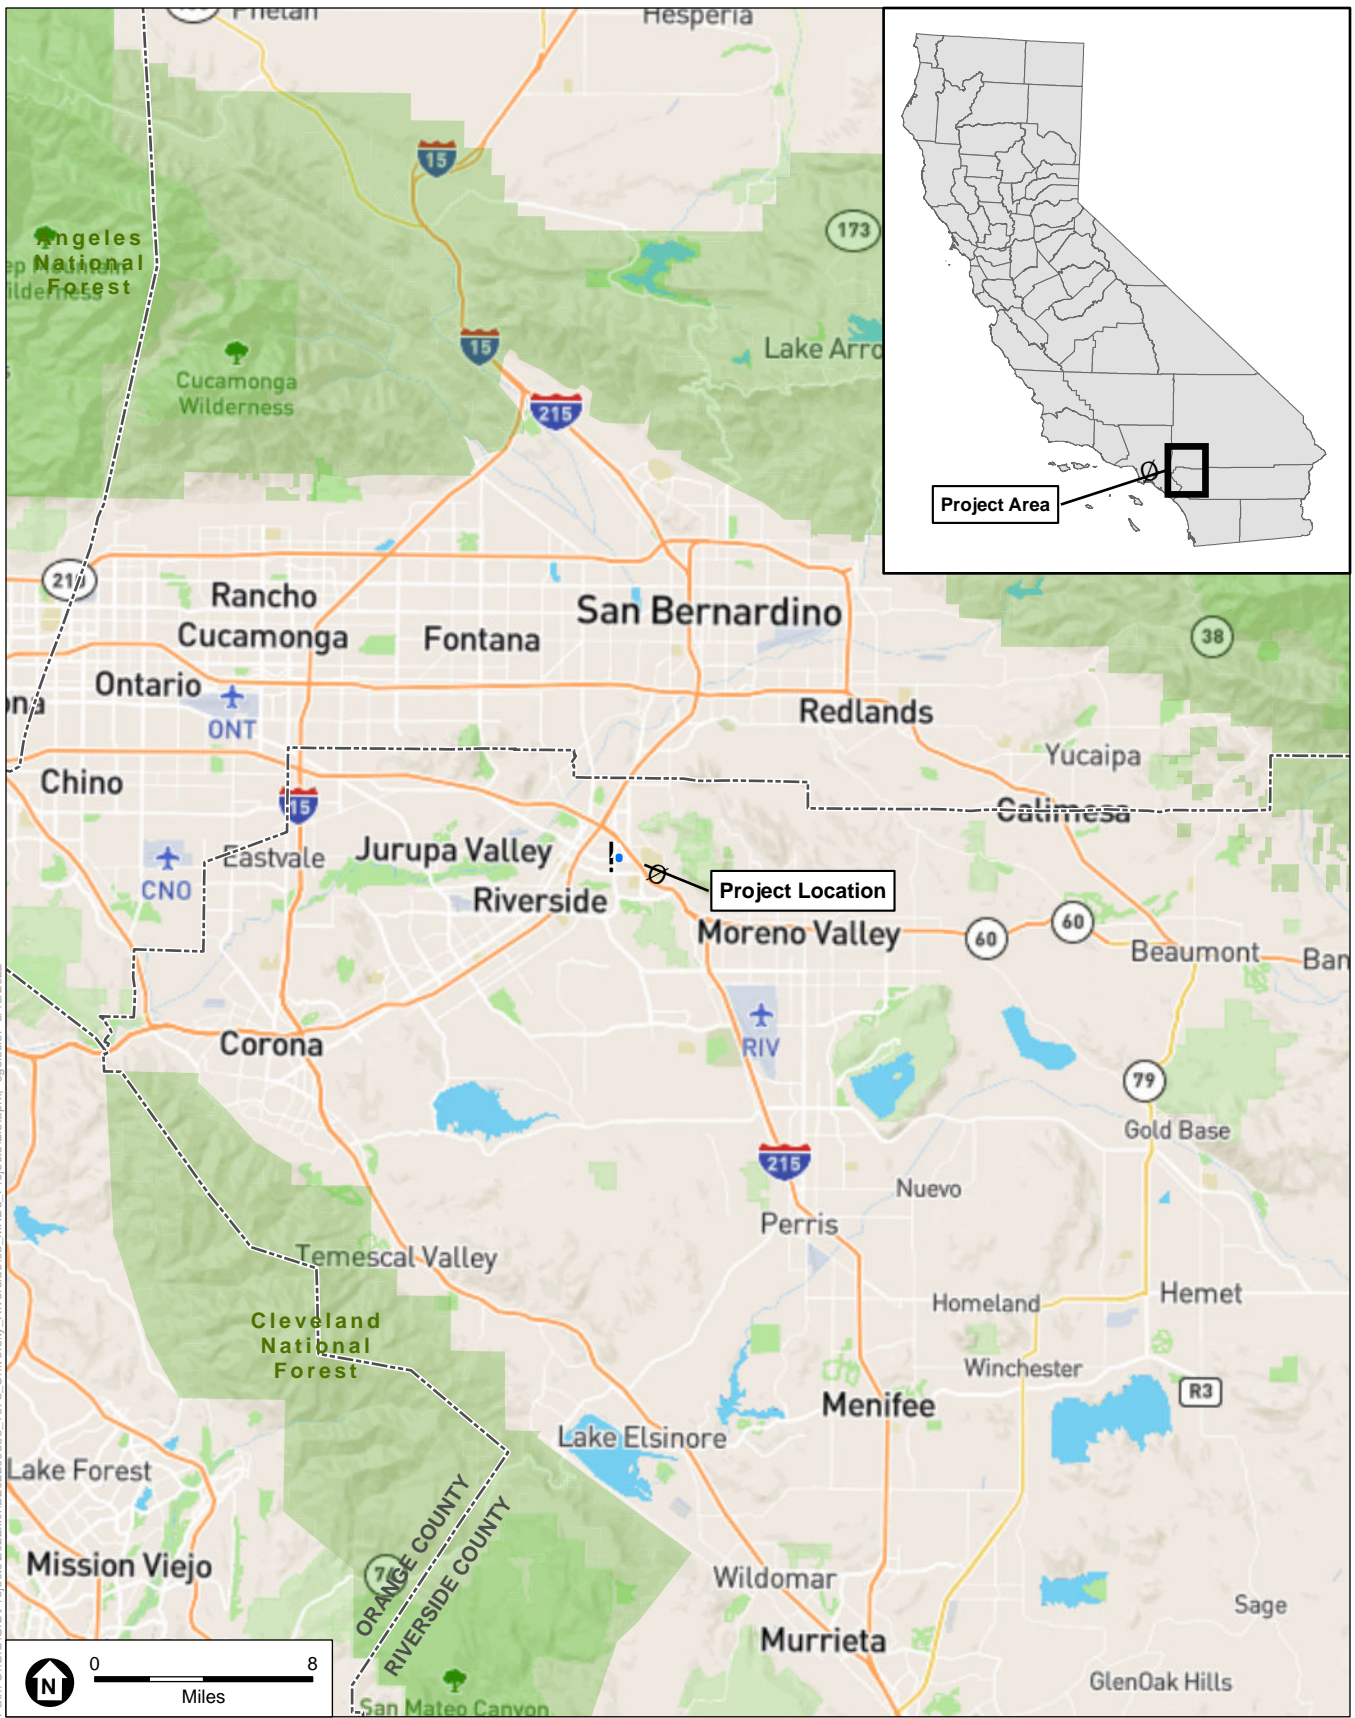 Phelan
Hesperia
15
173
Angeles
National
Forest
15
Lake Arro
Cucamonga
Wilderness
215
Project Area
210
Rancho
Cucamonga
Fontana
San Bernardino
38
Ontario
ona
ONT
Redlands
Yucaipa
Chino
15
Calimesa
Eastvale
Jurupa Valley
CNO
Project Location
Riverside
Moreno Valley
60
60
Beaumont
Ban
RIV
Corona
79
Gold Base
215
Nuevo
Perris
Temescal Valley
Homeland
Hemet
Cleveland
National
Forest
Winchester
R3
Menifee
Lake Elsinore
Lake Forest
ORANGE COUNTY
RIVERSIDE COUNTY
Mission Viejo
74
Wildomar
Sage
Murrieta
GlenOak Hills
San Mateo Canyon
N
0 8
Miles